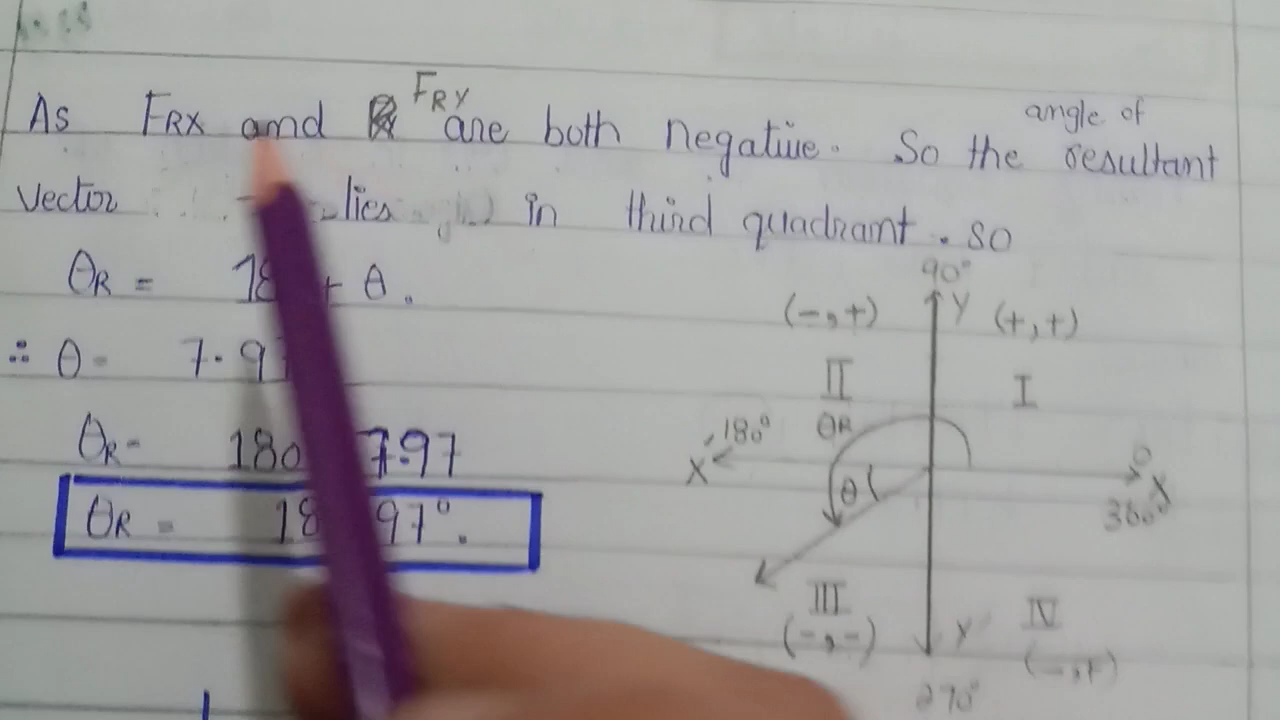 As FRX and FRY are both negative. So the angle of resultant
vector lies in third quadrant. so
θR = 18 + θ.
∴ θ = 7.9
θR = 180 7.97
θR = 18 97°.
90°
(-,+) Y (+,+)
II I
180° θR 0
X θ X
360°
III IV
(-,-) Y (-,+)
270°